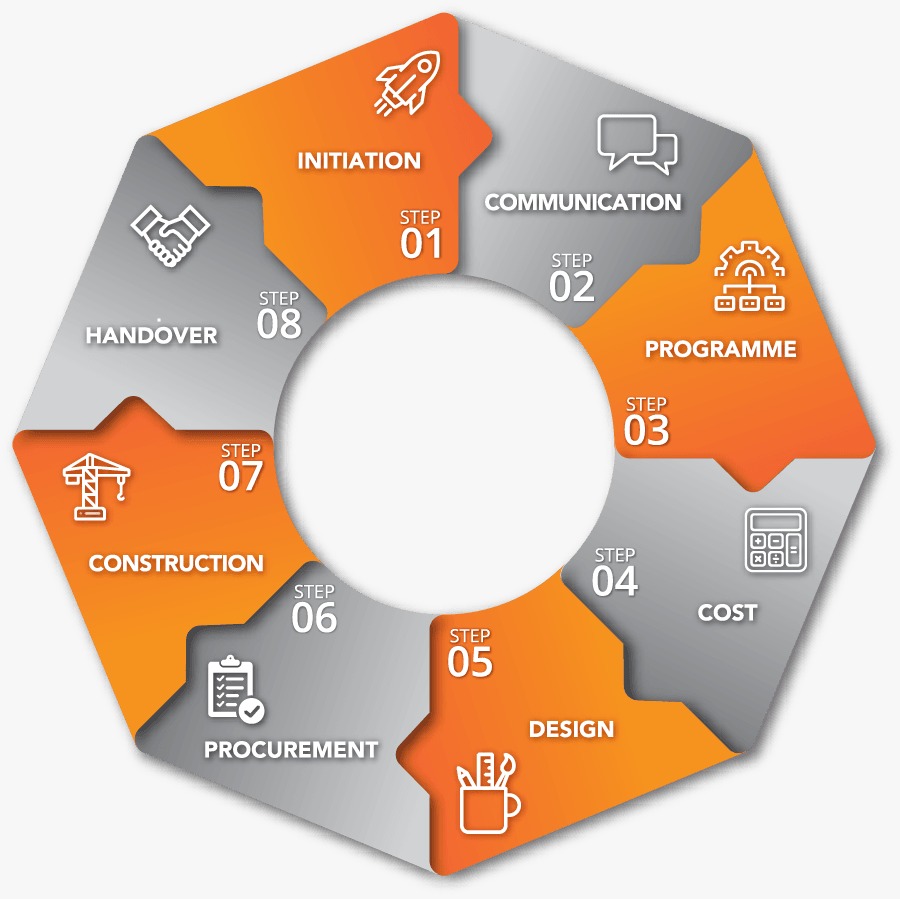 INITIATION
STEP
01
COMMUNICATION
STEP
02
PROGRAMME
STEP
03
STEP
04
COST
STEP
05
DESIGN
STEP
06
PROCUREMENT
STEP
07
CONSTRUCTION
STEP
08
HANDOVER